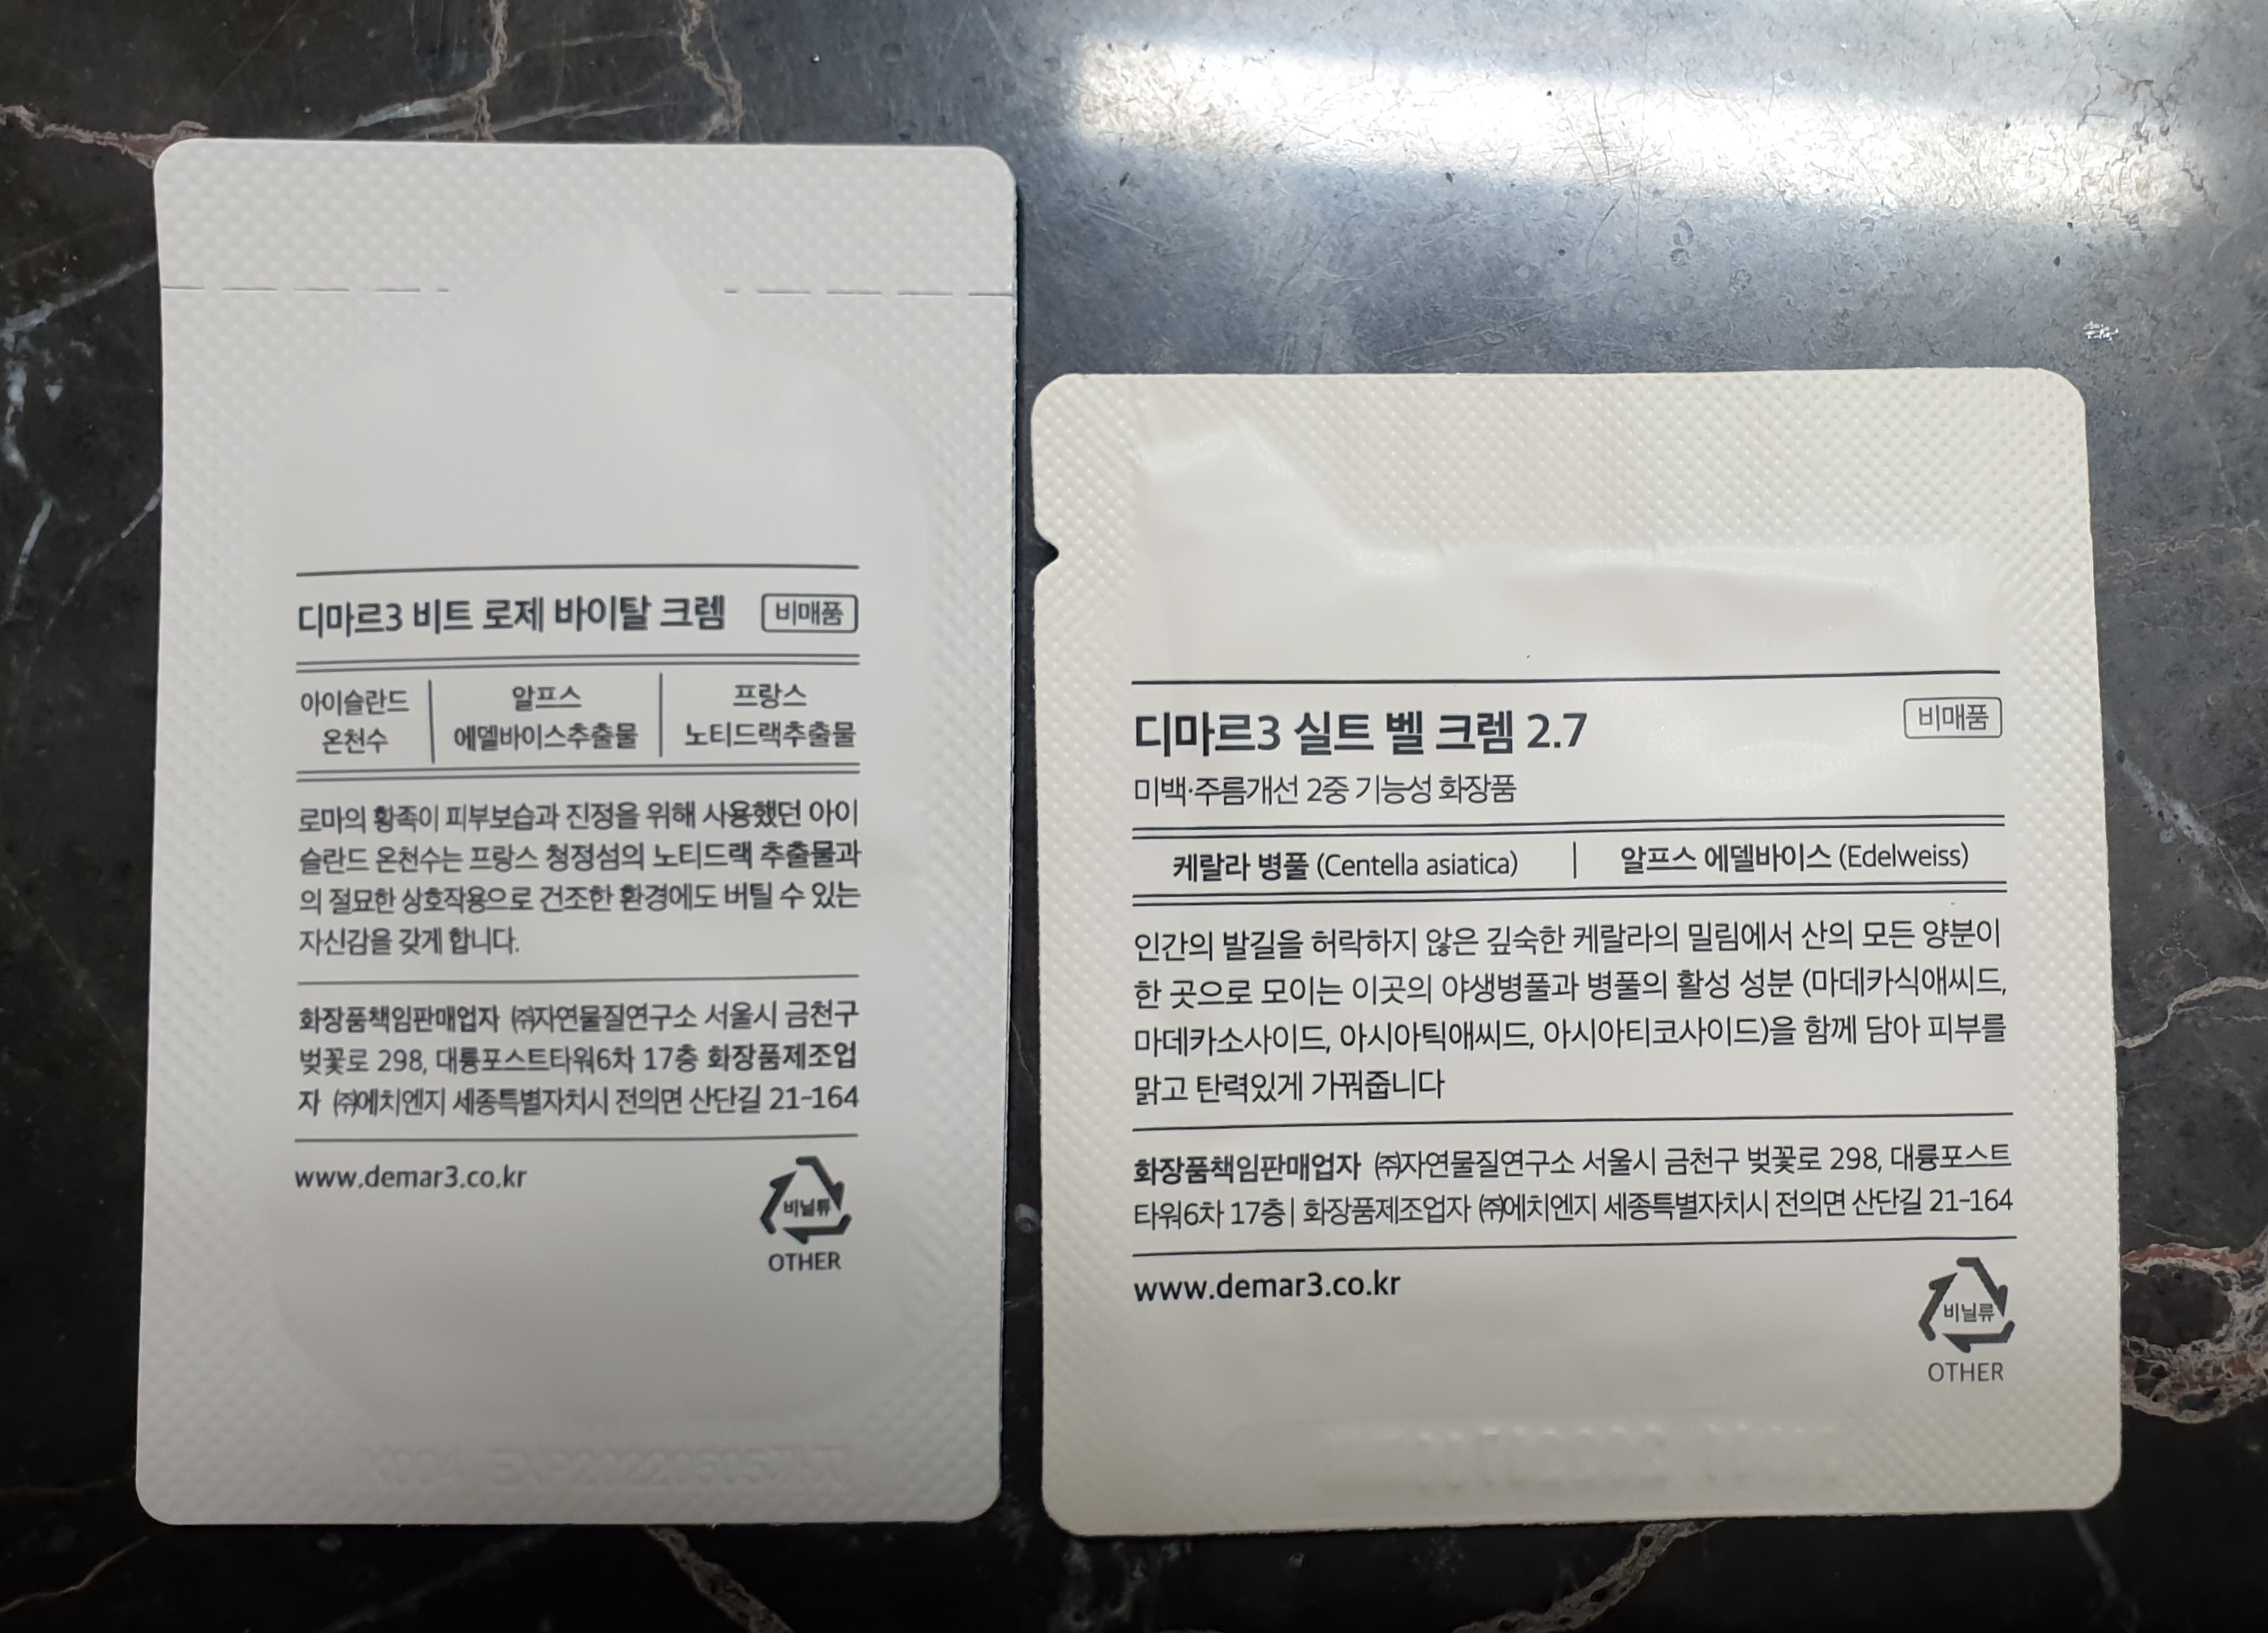 디마르3 비트 로제 바이탈 크렘 비매품
아이슬란드
온천수
알프스
에델바이스추출물
프랑스
노티드랙추출물
로마의 황족이 피부보습과 진정을 위해 사용했던 아이
슬란드 온천수는 프랑스 청정섬의 노티드랙 추출물과
의 절묘한 상호작용으로 건조한 환경에도 버틸 수 있는
자신감을 갖게 합니다.
화장품책임판매업자 ㈜자연물질연구소 서울시 금천구
벚꽃로 298, 대륭포스트타워6차 17층 화장품제조업
자 ㈜에치엔지 세종특별자치시 전의면 산단길 21-164
www.demar3.co.kr
비닐류
OTHER
디마르3 실트 벨 크렘 2.7 비매품
미백·주름개선 2중 기능성 화장품
케랄라 병풀 (Centella asiatica) | 알프스 에델바이스 (Edelweiss)
인간의 발길을 허락하지 않은 깊숙한 케랄라의 밀림에서 산의 모든 양분이
한 곳으로 모이는 이곳의 야생병풀과 병풀의 활성 성분 (마데카식애씨드,
마데카소사이드, 아시아틱애씨드, 아시아티코사이드)을 함께 담아 피부를
맑고 탄력있게 가꿔줍니다
화장품책임판매업자 ㈜자연물질연구소 서울시 금천구 벚꽃로 298, 대륭포스트
타워6차 17층| 화장품제조업자 ㈜에치엔지 세종특별자치시 전의면 산단길 21-164
www.demar3.co.kr
비닐류
OTHER